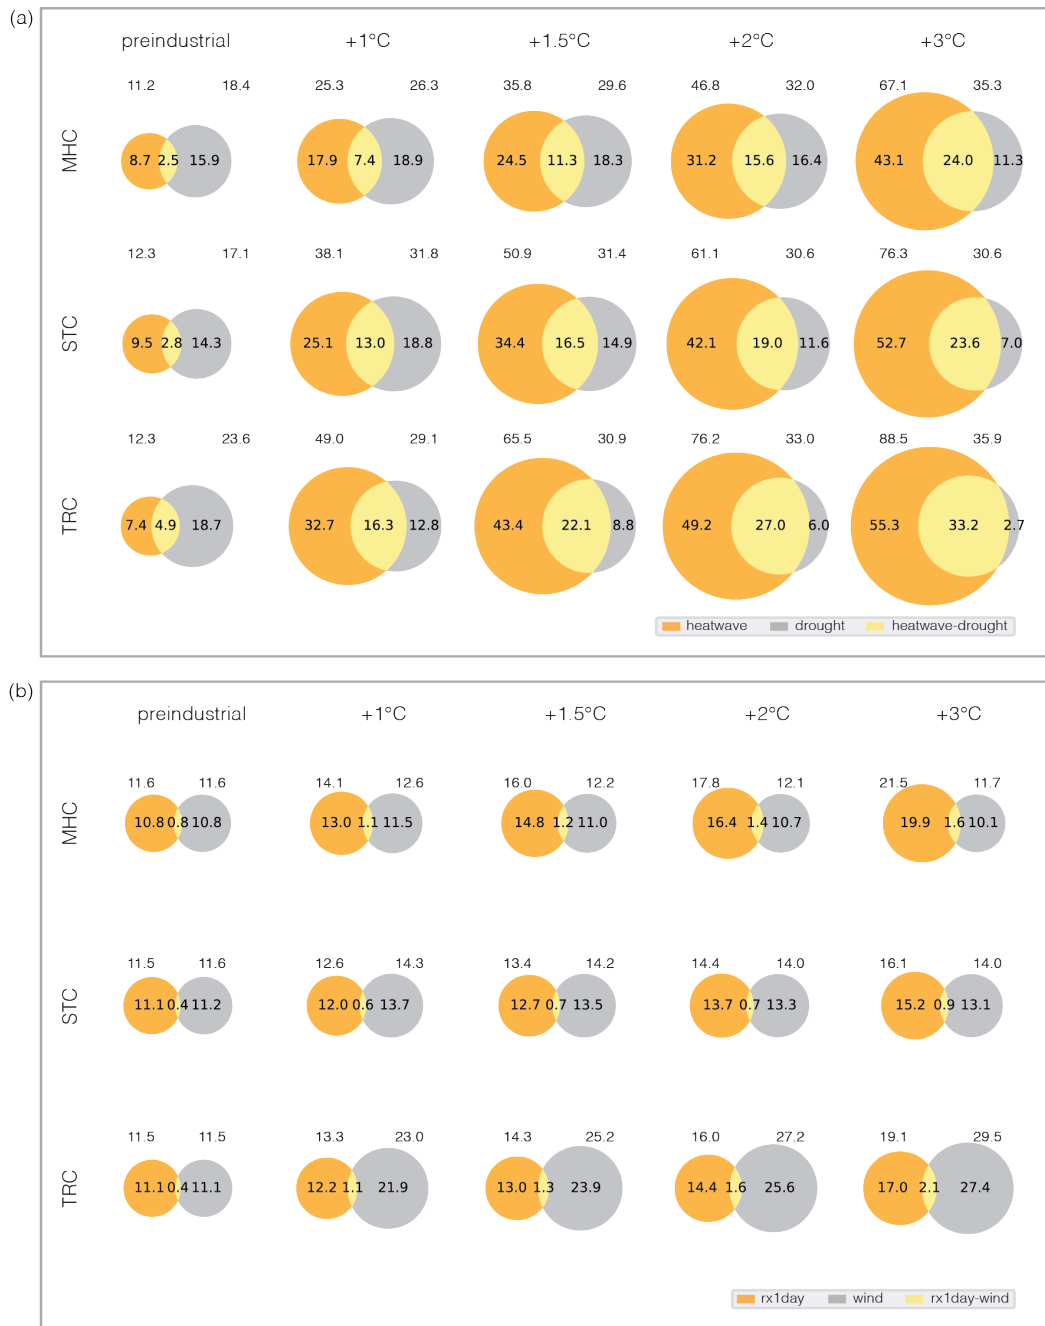 (a)
preindustrial +1°C +1.5°C +2°C +3°C
11.2 18.4 25.3 26.3 35.8 29.6 46.8 32.0 67.1 35.3
MHC 8.7 2.5 15.9 17.9 7.4 18.9 24.5 11.3 18.3 31.2 15.6 16.4 43.1 24.0 11.3
12.3 17.1 38.1 31.8 50.9 31.4 61.1 30.6 76.3 30.6
STC 9.5 2.8 14.3 25.1 13.0 18.8 34.4 16.5 14.9 42.1 19.0 11.6 52.7 23.6 7.0
12.3 23.6 49.0 29.1 65.5 30.9 76.2 33.0 88.5 35.9
TRC 7.4 4.9 18.7 32.7 16.3 12.8 43.4 22.1 8.8 49.2 27.0 6.0 55.3 33.2 2.7
heatwave drought heatwave-drought
(b)
preindustrial +1°C +1.5°C +2°C +3°C
11.6 11.6 14.1 12.6 16.0 12.2 17.8 12.1 21.5 11.7
MHC 10.8 0.8 10.8 13.0 1.1 11.5 14.8 1.2 11.0 16.4 1.4 10.7 19.9 1.6 10.1
11.5 11.6 12.6 14.3 13.4 14.2 14.4 14.0 16.1 14.0
STC 11.1 0.4 11.2 12.0 0.6 13.7 12.7 0.7 13.5 13.7 0.7 13.3 15.2 0.9 13.1
11.5 11.5 13.3 23.0 14.3 25.2 16.0 27.2 19.1 29.5
TRC 11.1 0.4 11.1 12.2 1.1 21.9 13.0 1.3 23.9 14.4 1.6 25.6 17.0 2.1 27.4
rx1day wind rx1day-wind